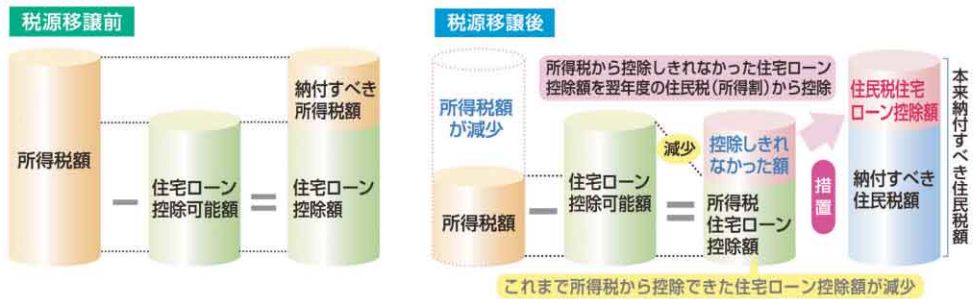 税源移譲前
所得税額
住宅ローン
控除可能額
納付すべき
所得税額
住宅ローン
控除額
税源移譲後
所得税額
が減少
所得税額
住宅ローン
控除可能額
減少
所得税から控除しきれなかった住宅ローン
控除額を翌年度の住民税(所得割)から控除
控除しきれ
なかった額
所得税
住宅ローン
控除額
措置
住民税住宅
ローン控除額
納付すべき
住民税額
本来納付すべき住民税額
これまで所得税から控除できた住宅ローン控除額が減少